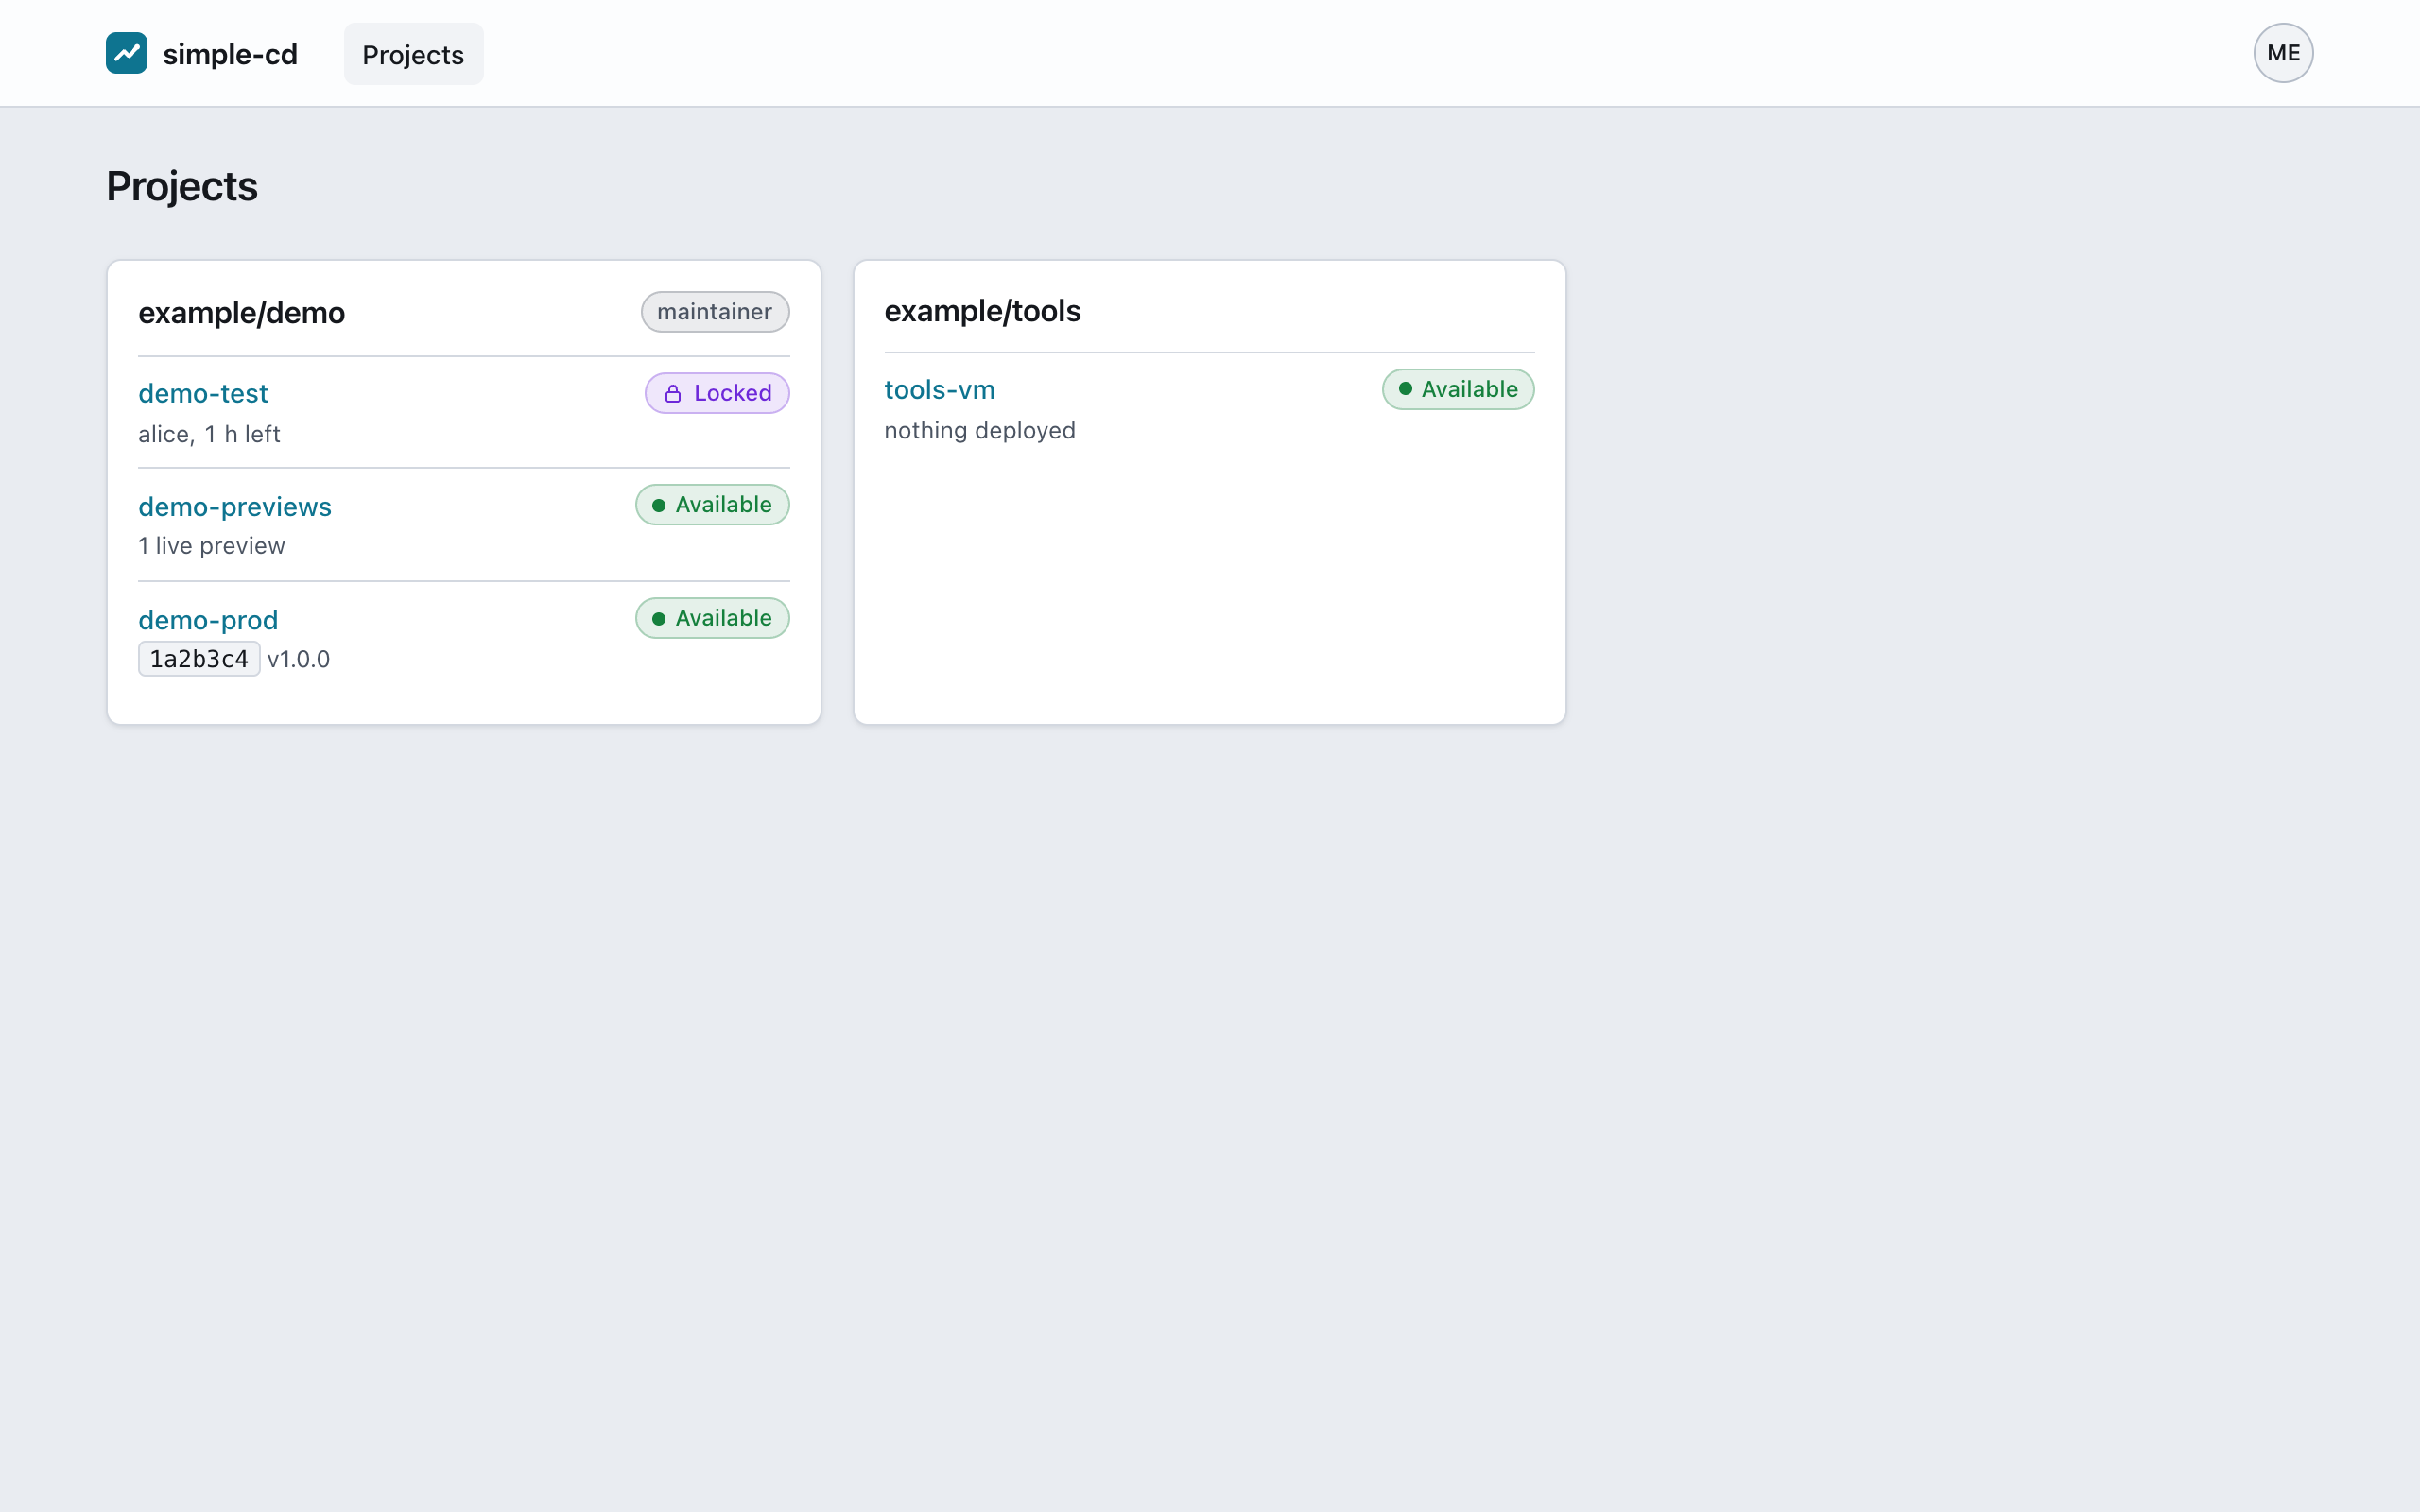 simple-cd
Projects
ME
Projects
example/demo
maintainer
demo-test
Locked
alice, 1 h left
demo-previews
Available
1 live preview
demo-prod
Available
1a2b3c4 v1.0.0
example/tools
tools-vm
Available
nothing deployed